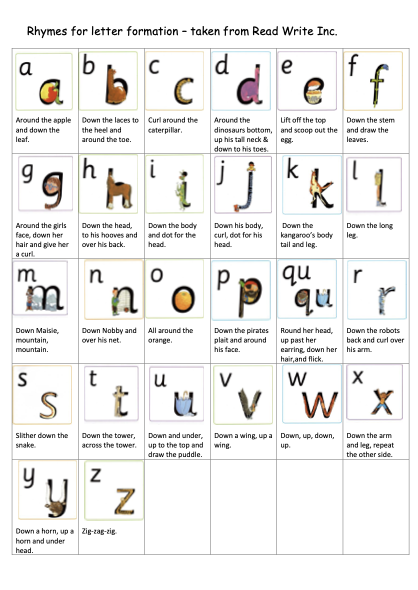 Rhymes for letter formation – taken from Read Write Inc.
a
Around the apple
and down the
leaf.
b
Down the laces to
the heel and
around the toe.
c
Curl around the
caterpillar.
d
Around the
dinosaurs bottom,
up his tall neck &
down to his toes.
e
Lift off the top
and scoop out the
egg.
f
Down the stem
and draw the
leaves.
g
Around the girls
face, down her
hair and give her
a curl.
h
Down the head,
to his hooves and
over his back.
i
Down the body
and dot for the
head.
j
Down his body,
curl, dot for his
head.
k
Down the
kangaroo's body
tail and leg.
l
Down the long
leg.
m
Down Maisie,
mountain,
mountain.
n
Down Nobby and
over his net.
o
All around the
orange.
p
Down the pirates
plait and around
his face.
qu
Round her head,
up past her
earring, down her
hair,and flick.
r
Down the robots
back and curl over
his arm.
s
Slither down the
snake.
t
Down the tower,
across the tower.
u
Down and under,
up to the top and
draw the puddle.
v
Down a wing, up a
wing.
w
Down, up, down,
up.
x
Down the arm
and leg, repeat
the other side.
y
Down a horn, up a
horn and under
head.
z
Zig-zag-zig.